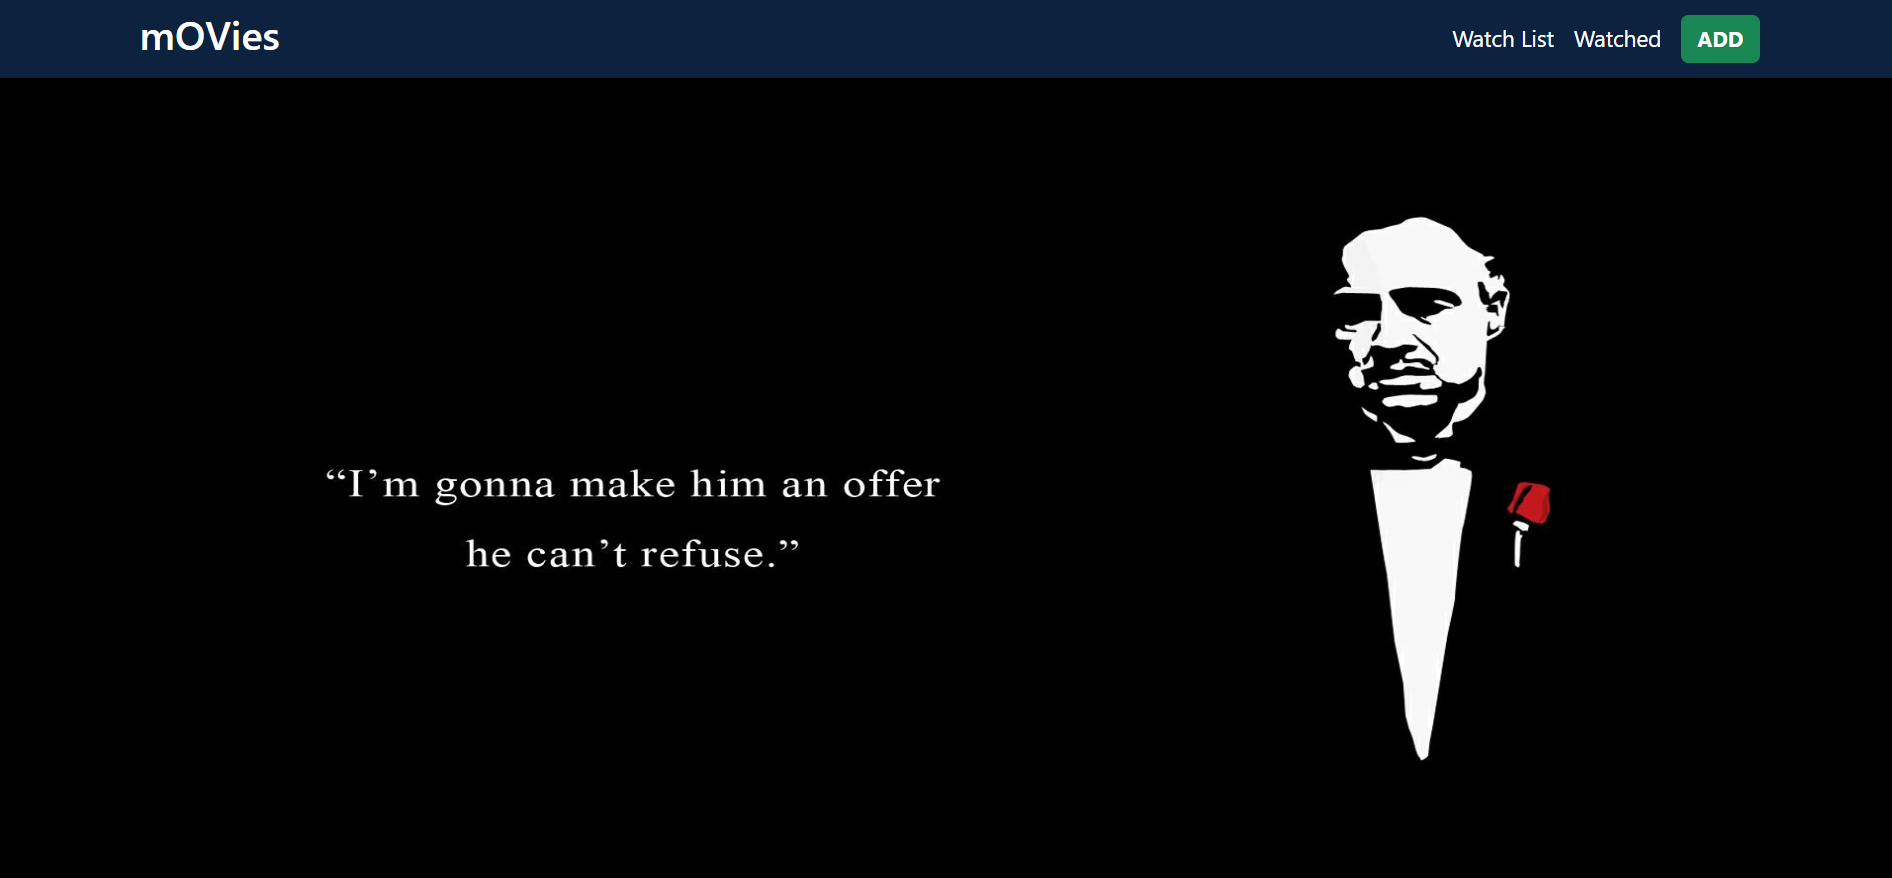 mOVies
Watch List
Watched
ADD
“I’m gonna make him an offer
he can’t refuse.”